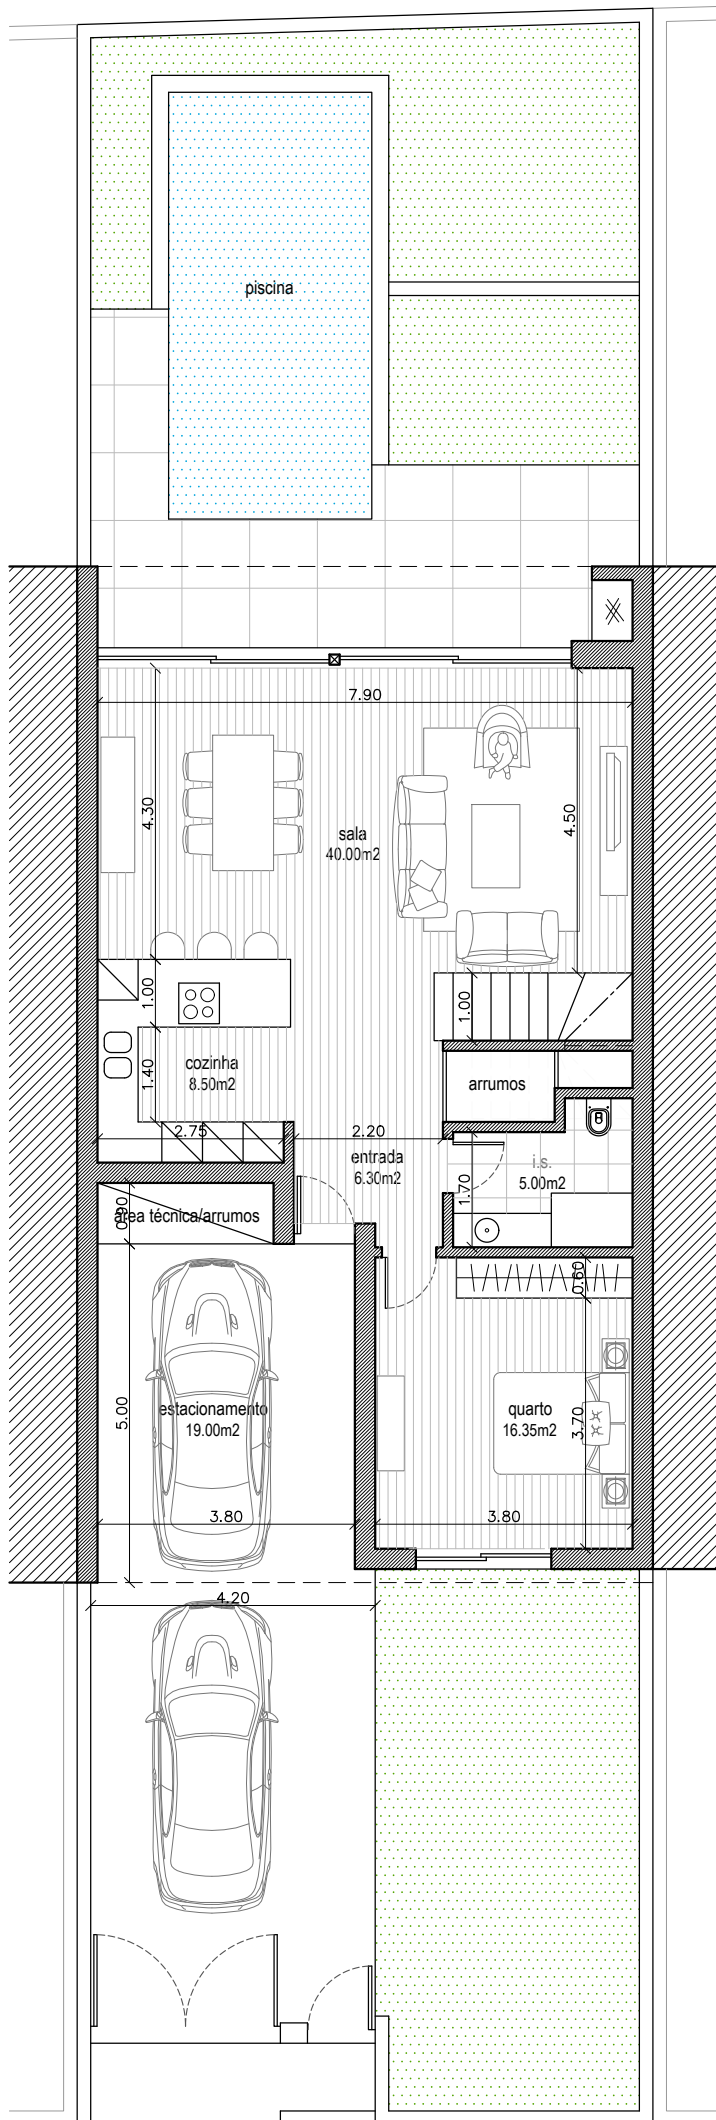 piscina
7.90
4.30
4.50
sala
40.00m2
1.00
1.00
cozinha
8.50m2
1.40
arrumos
2.75
2.20
entrada
6.30m2
i.s.
5.00m2
1.70
0.90
área técnica/arrumos
0.60
estacionamento
19.00m2
5.00
quarto
16.35m2
3.70
3.80
3.80
4.20